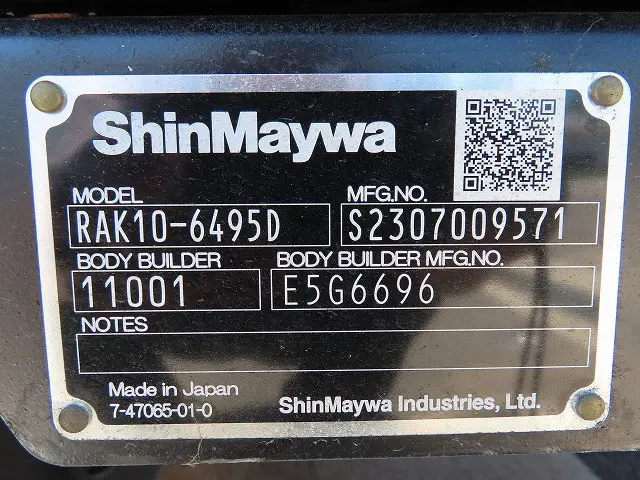 ShinMaywa
MODEL MFG.NO.
RAK10-6495D S2307009571
BODY BUILDER BODY BUILDER MFG.NO.
11001 E5G6696
NOTES
Made in Japan
7-47065-01-0 ShinMaywa Industries, Ltd.